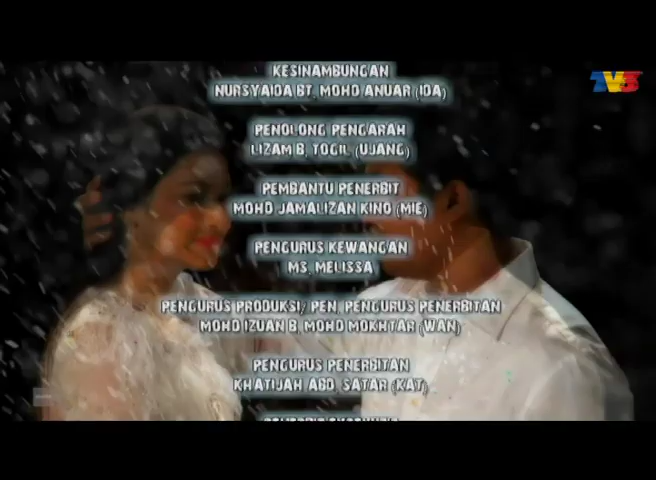 KESINAMBUNGAN
NURSYAIDA BT. MOHD ANUAR (IDA)
PENOLONG PENGARAH
LIZAM B. TOGIL (UJANG)
PEMBANTU PENERBIT
MOHD JAMALIZAN KINO (MIE)
PENGURUS KEWANGAN
MS. MELISSA
PENGURUS PRODUKSI/ PEN. PENGURUS PENERBITAN
MOHD IZUAN B. MOHD MOKHTAR (WAN)
PENGURUS PENERBITAN
KHATIJAH ABD. SATAR (KAT)
TV3